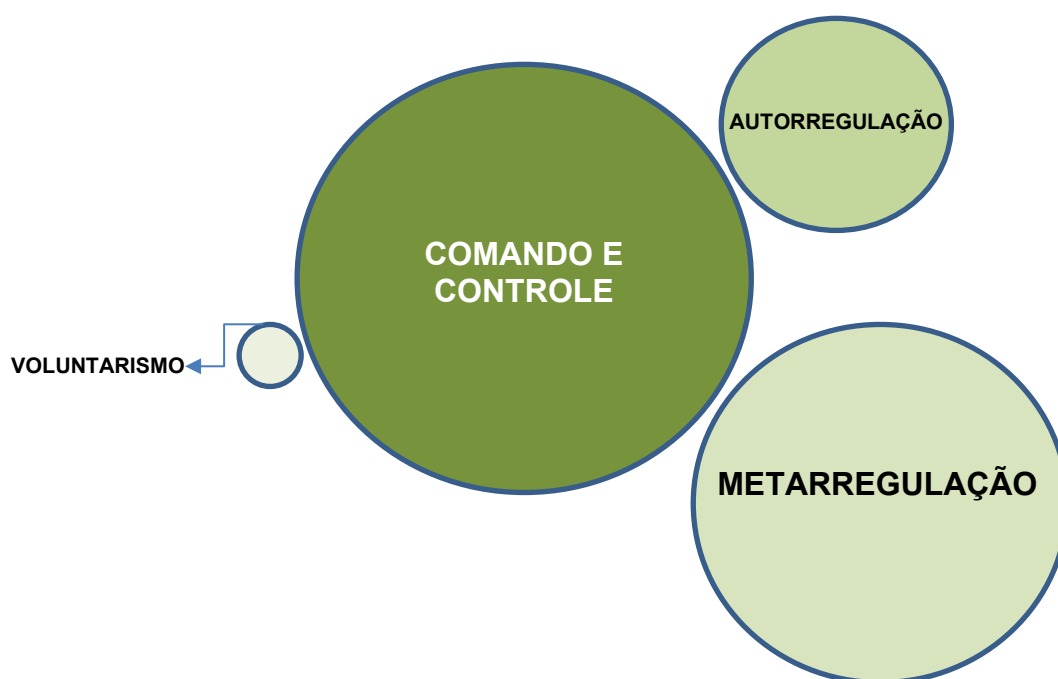 AUTORREGULAÇÃO
COMANDO E
CONTROLE
VOLUNTARISMO
METARREGULAÇÃO